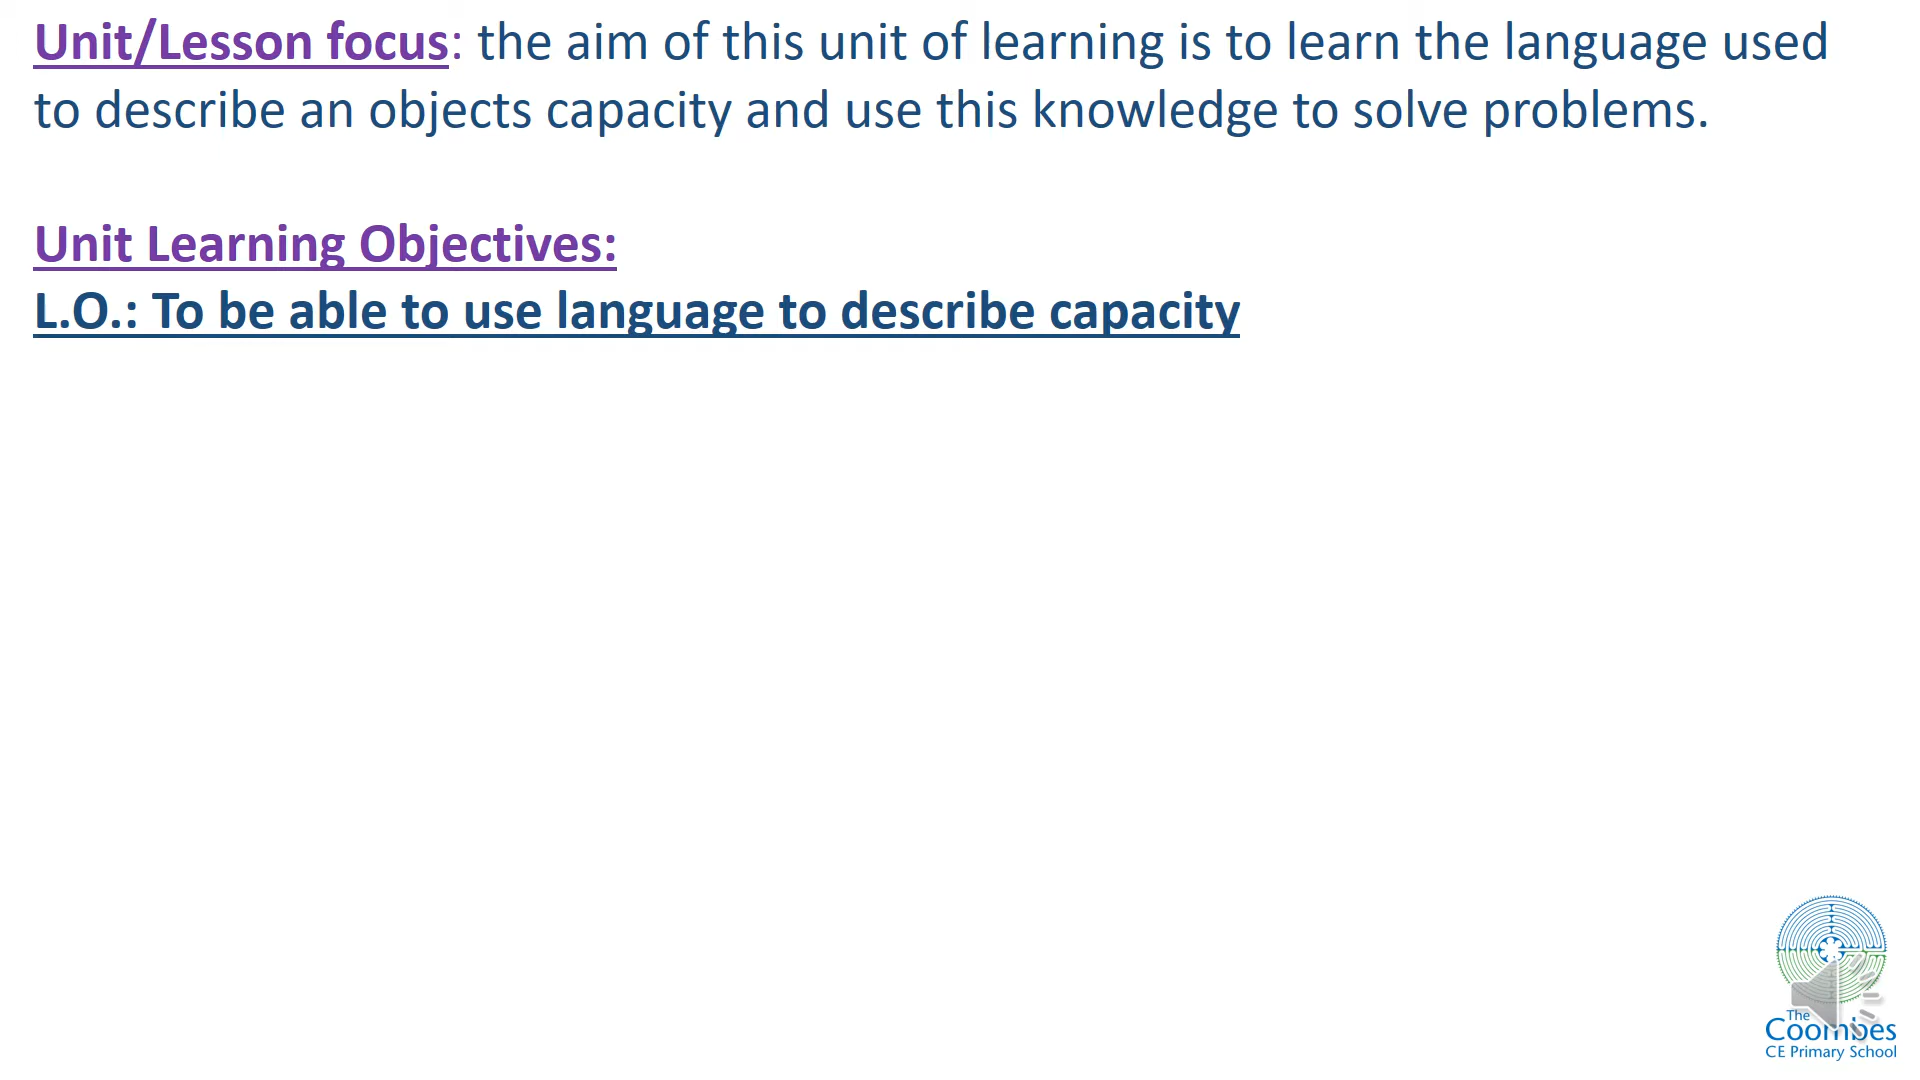 Unit/Lesson focus: the aim of this unit of learning is to learn the language used
to describe an objects capacity and use this knowledge to solve problems.
Unit Learning Objectives:
L.O.: To be able to use language to describe capacity
The
Coombes
CE Primary School